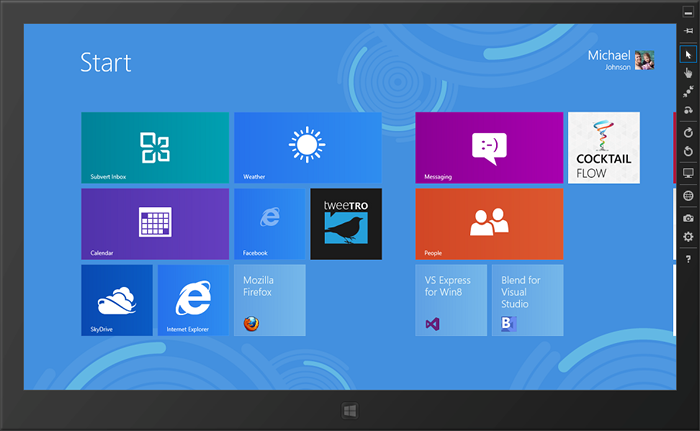 Start
Michael
Johnson
Subvert Inbox
Weather
Messaging
:-)
COCKTAIL
FLOW
Calendar
Facebook
tweetro
People
SkyDrive
Internet Explorer
Mozilla
Firefox
VS Express
for Win8
Blend for
Visual
Studio
B
?